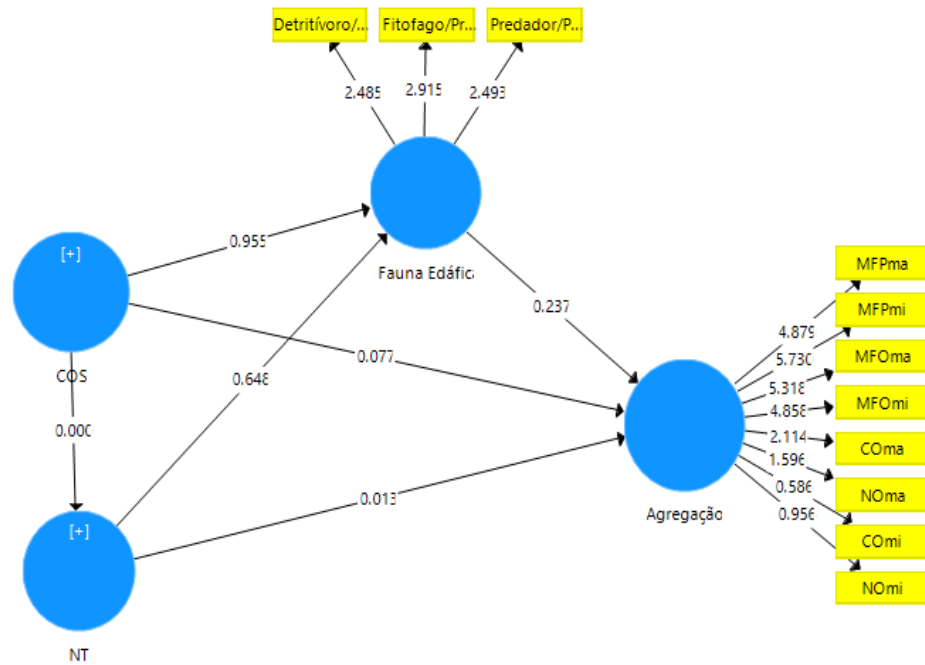 Detritívoro/...
Fitofago/Pr...
Predador/P...
2.485
2.915
2.493
[+]
0.955
Fauna Edáfica
MFPma
0.237
MFPmi
4.879
5.730
MFOma
0.077
5.318
COS
0.648
4.858
MFOmi
0.000
2.114
COma
1.596
0.586
NOma
0.013
0.956
Agregação
[+]
COmi
NOmi
NT